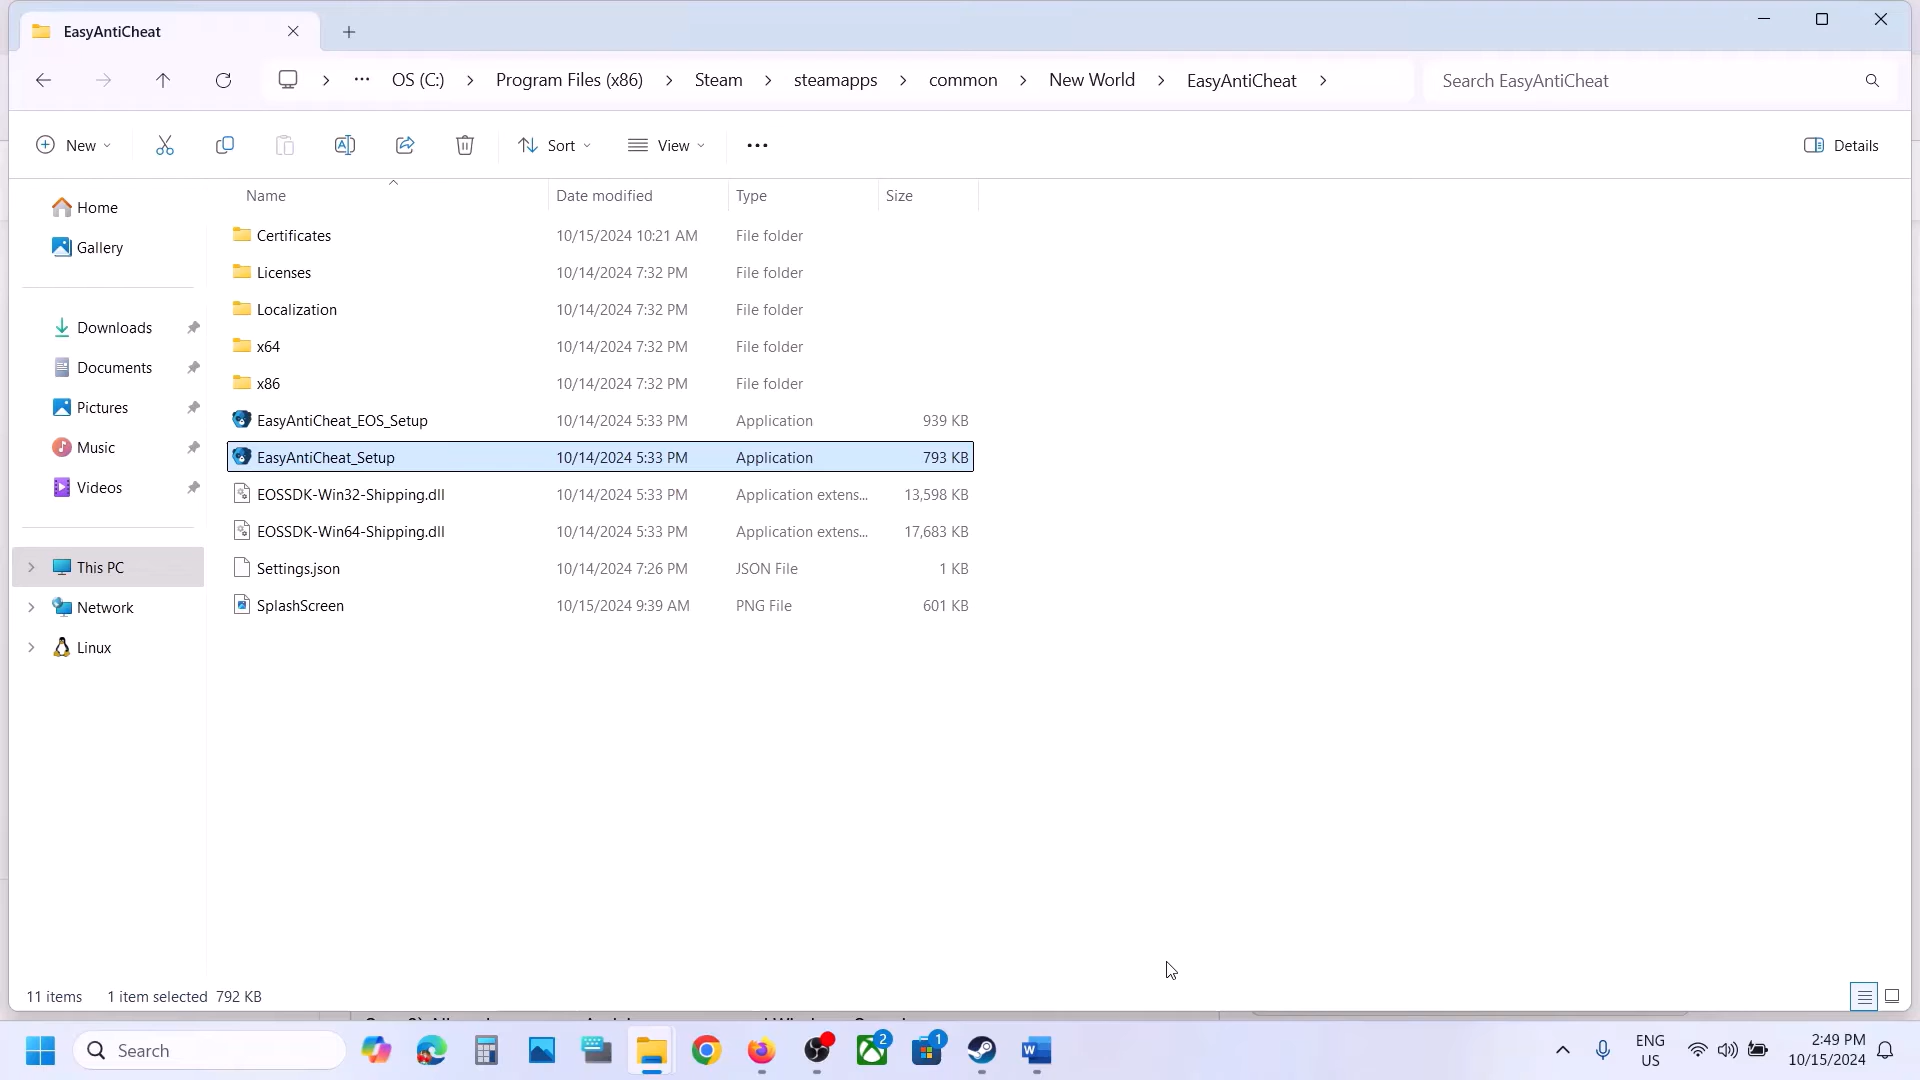 EasyAntiCheat
OS (C:) Program Files (x86) Steam steamapps common New World EasyAntiCheat
Search EasyAntiCheat
New Sort View Details
Name Date modified Type Size
Home
Gallery
Downloads
Documents
Pictures
Music
Videos
This PC
Network
Linux
Certificates 10/15/2024 10:21 AM File folder
Licenses 10/14/2024 7:32 PM File folder
Localization 10/14/2024 7:32 PM File folder
x64 10/14/2024 7:32 PM File folder
x86 10/14/2024 7:32 PM File folder
EasyAntiCheat_EOS_Setup 10/14/2024 5:33 PM Application 939 KB
EasyAntiCheat_Setup 10/14/2024 5:33 PM Application 793 KB
EOSSDK-Win32-Shipping.dll 10/14/2024 5:33 PM Application extens... 13,598 KB
EOSSDK-Win64-Shipping.dll 10/14/2024 5:33 PM Application extens... 17,683 KB
Settings.json 10/14/2024 7:26 PM JSON File 1 KB
SplashScreen 10/15/2024 9:39 AM PNG File 601 KB
11 items 1 item selected 792 KB
Search
2
1
ENG
US
2:49 PM
10/15/2024